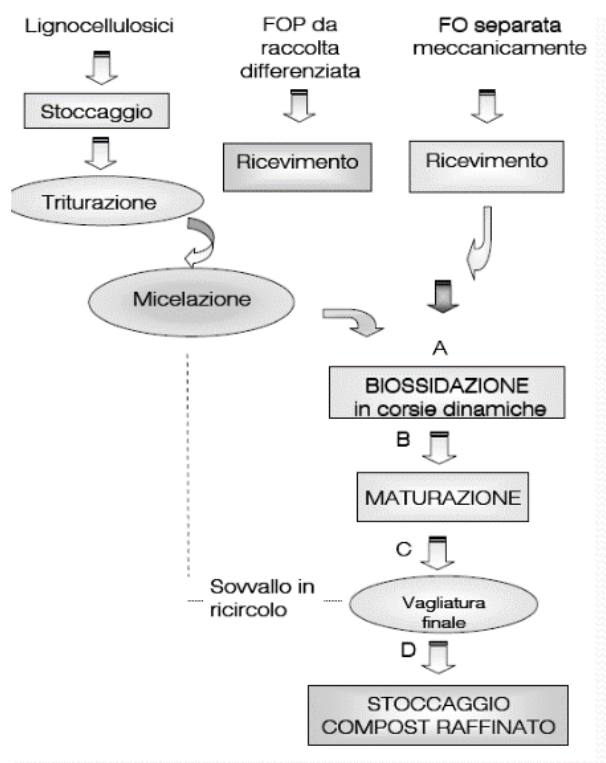 Lignocellulosici
FOP da
raccolta
differenziata
FO separata
meccanicamente
Stoccaggio
Ricevimento
Ricevimento
Triturazione
Micelazione
A
BIOSSIDAZIONE
in corsie dinamiche
B
MATURAZIONE
C
Sovvallo in
ricircolo
Vagliatura
finale
D
STOCCAGGIO
COMPOST RAFFINATO